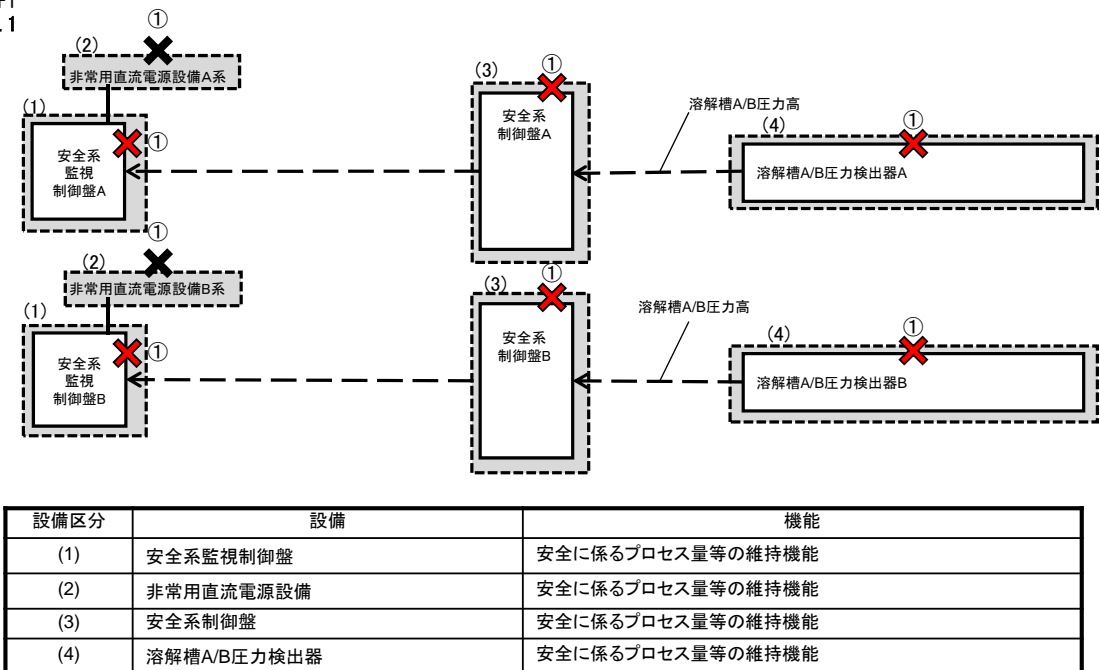 .1
①
(2)
非常用直流電源設備A系
(1)
①
安全系
監視
制御盤A
(3)
①
安全系
制御盤A
溶解槽A/B圧力高
(4)
①
溶解槽A/B圧力検出器A
①
(2)
非常用直流電源設備B系
(1)
①
安全系
監視
制御盤B
(3)
①
安全系
制御盤B
溶解槽A/B圧力高
(4)
①
溶解槽A/B圧力検出器B
設備区分 設備 機能
(1) 安全系監視制御盤 安全に係るプロセス量等の維持機能
(2) 非常用直流電源設備 安全に係るプロセス量等の維持機能
(3) 安全系制御盤 安全に係るプロセス量等の維持機能
(4) 溶解槽A/B圧力検出器 安全に係るプロセス量等の維持機能